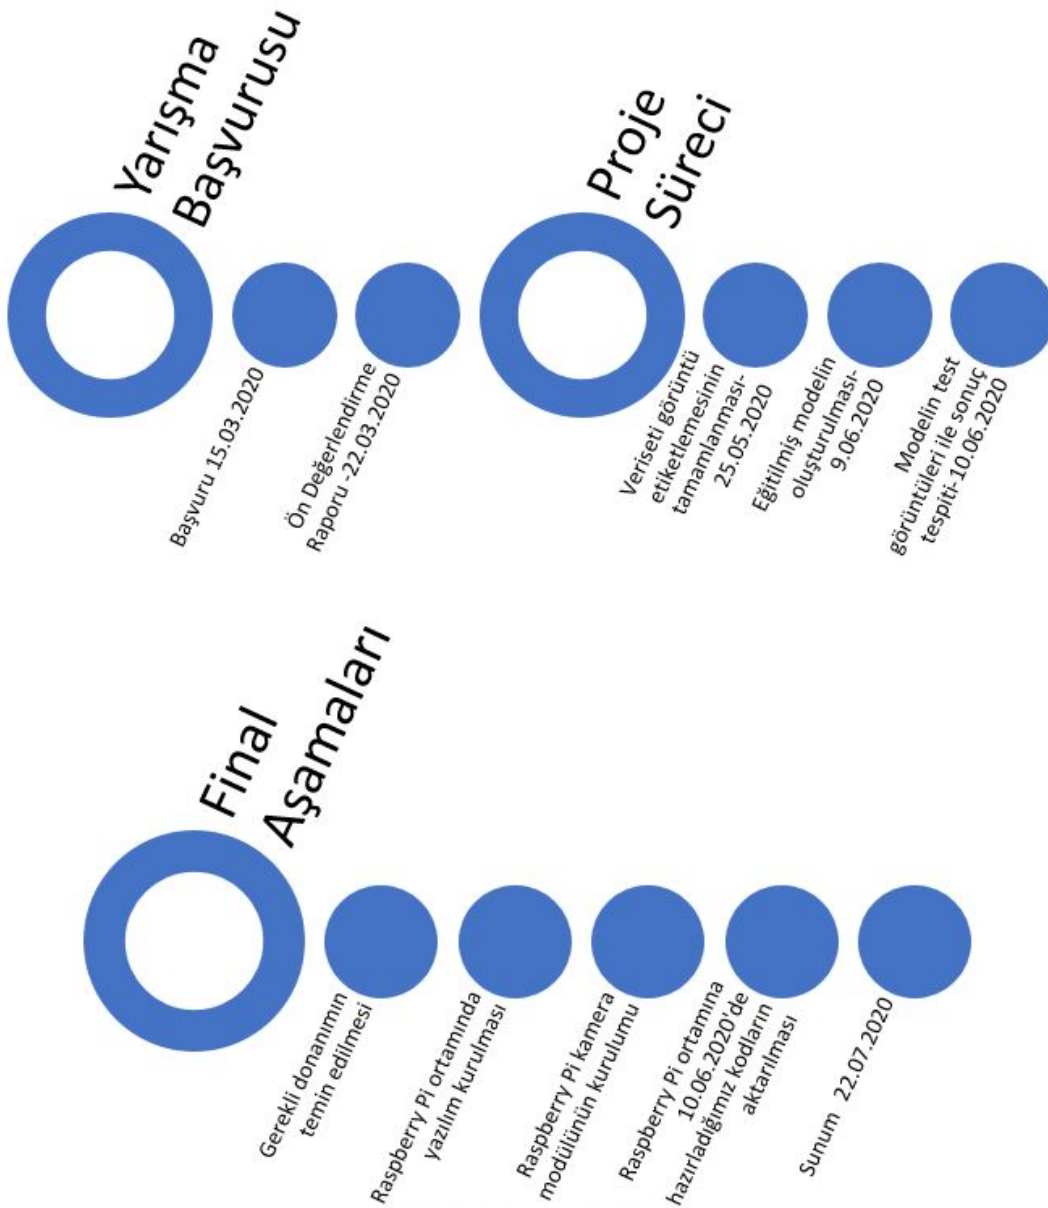 Yarışma
Başvurusu
Başvuru 15.03.2020
Ön Değerlendirme
Raporu -22.03.2020
Proje
Süreci
Veriseti görüntü
etiketlemesinin
tamamlanması-
25.05.2020
Eğitilmiş modelin
oluşturulması-
9.06.2020
Modelin test
görüntüleri ile sonuç
tespiti-10.06.2020
Final
Aşamaları
Gerekli donanımın
temin edilmesi
Raspberry Pi ortamında
yazılım kurulması
Raspberry Pi kamera
modülünün kurulumu
Raspberry Pi ortamına
10.06.2020'de
hazırladığımız kodların
aktarılması
Sunum 22.07.2020